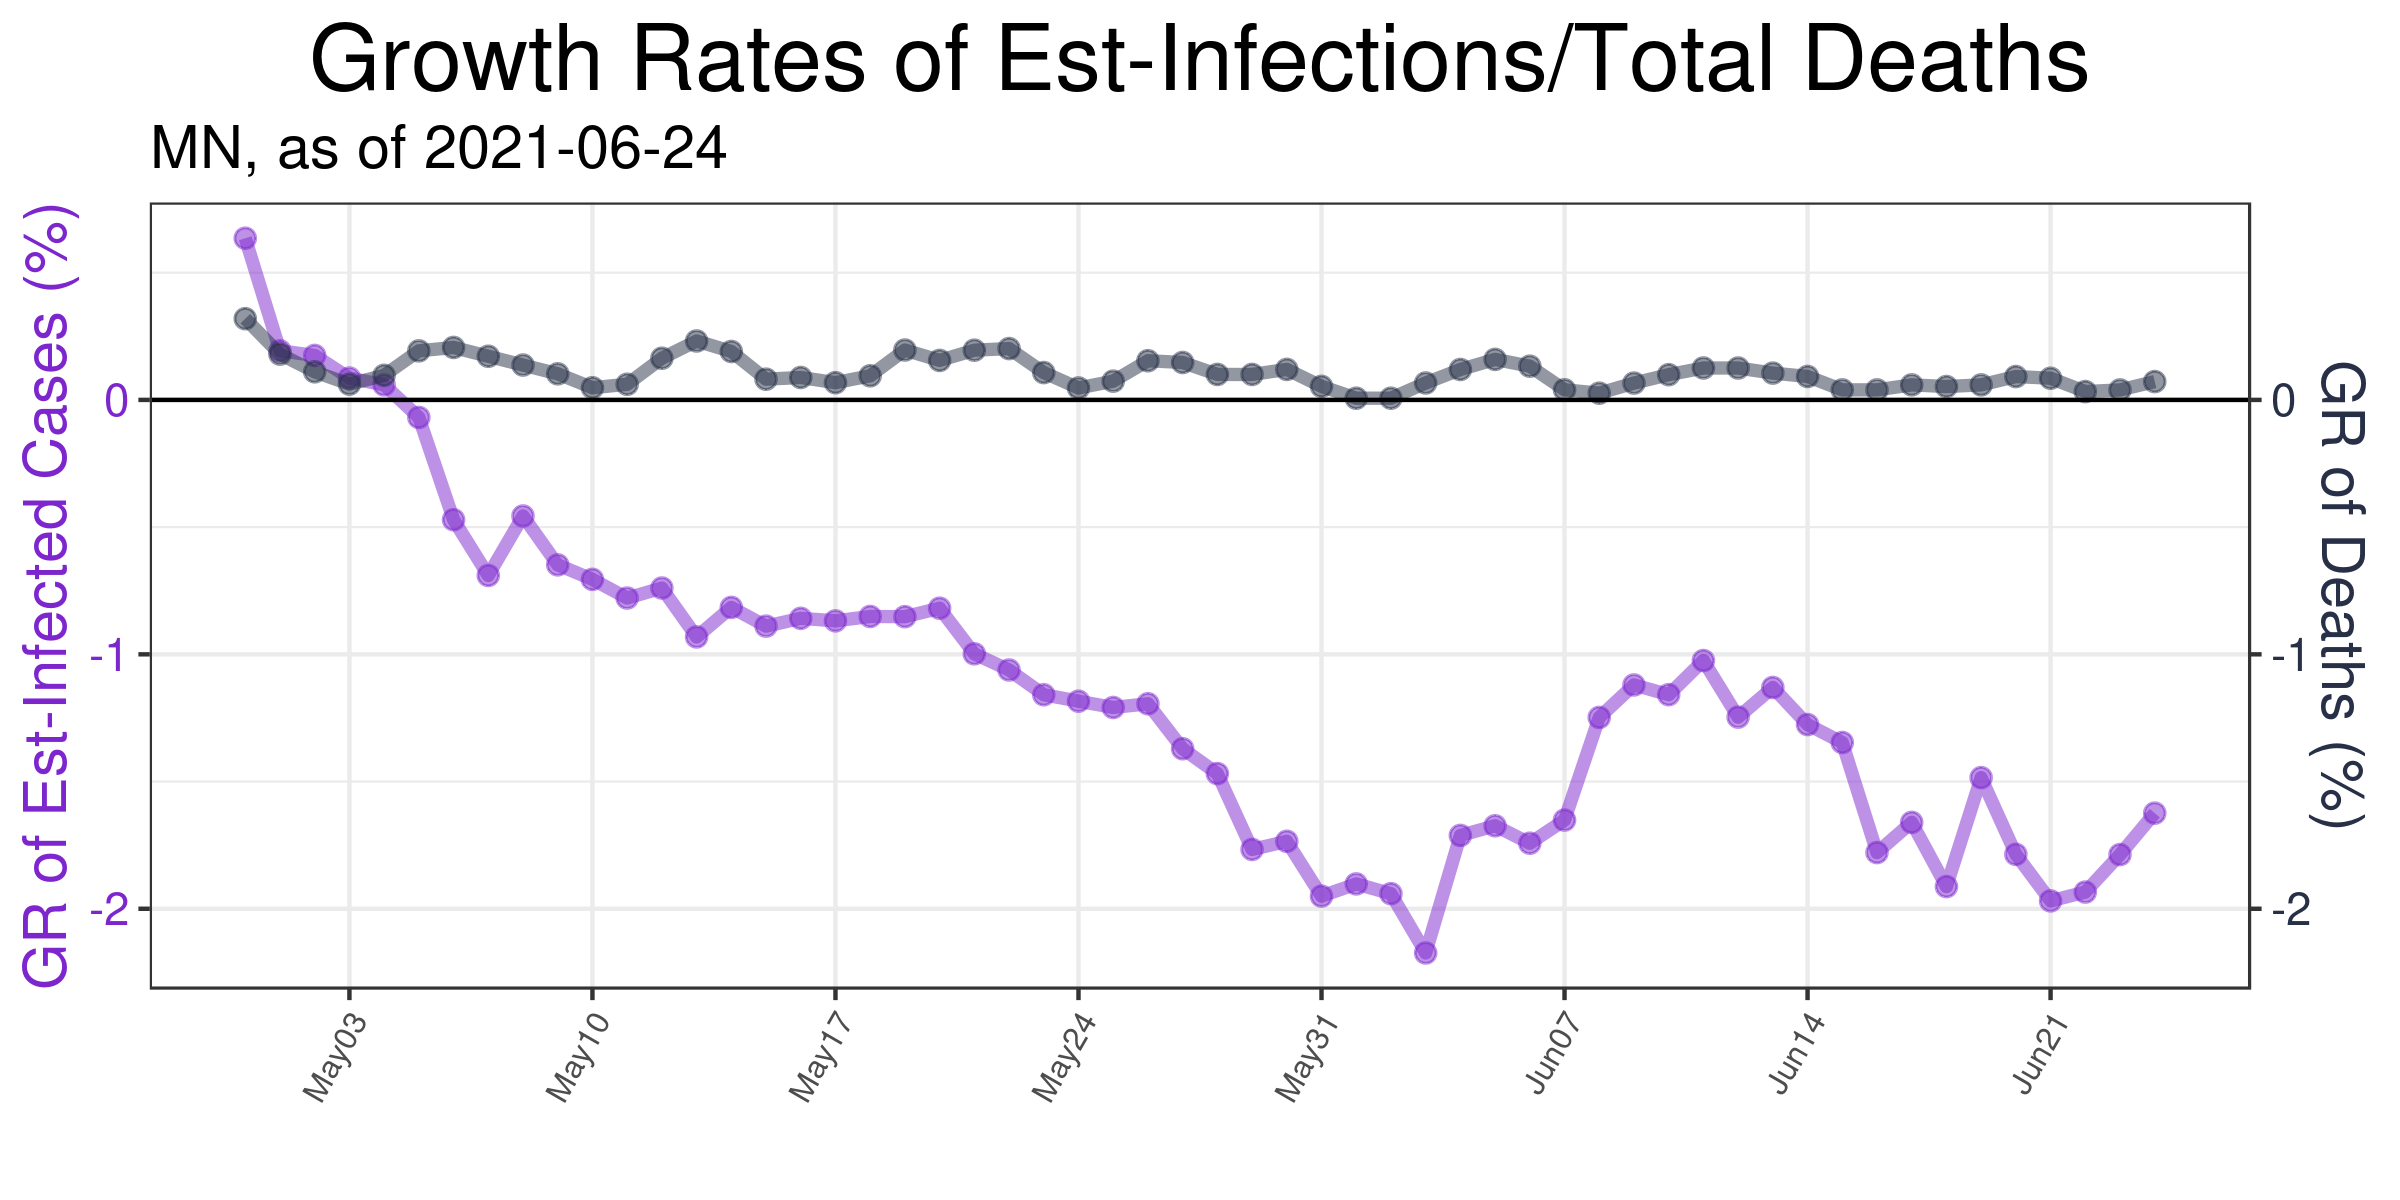 Growth Rates of Est-Infections/Total Deaths
MN, as of 2021-06-24
GR of Est-Infected Cases (%)
0
-1
-2
0
-1
-2
GR of Deaths (%)
May03
May10
May17
May24
May31
Jun07
Jun14
Jun21